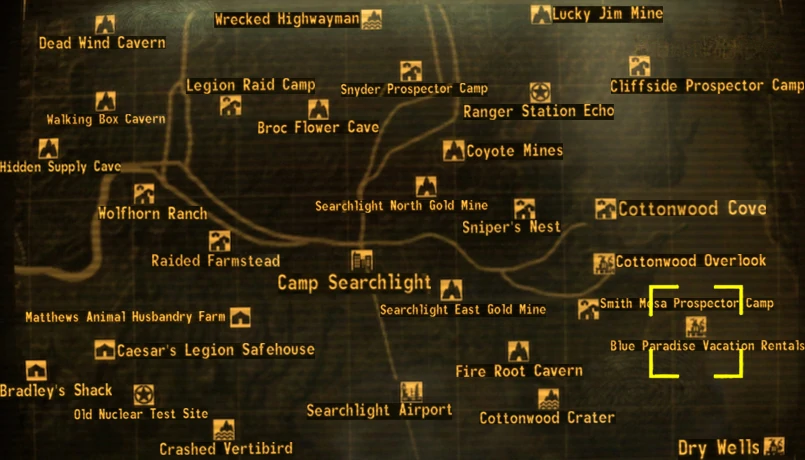 Wrecked Highwayman
Lucky Jim Mine
Dead Wind Cavern
Legion Raid Camp
Snyder Prospector Camp
Cliffside Prospector Camp
Walking Box Cavern
Broc Flower Cave
Ranger Station Echo
Coyote Mines
Hidden Supply Cave
Searchlight North Gold Mine
Wolfhorn Ranch
Sniper's Nest
Cottonwood Cove
Raided Farmstead
Cottonwood Overlook
Camp Searchlight
Searchlight East Gold Mine
Smith Mesa Prospector Camp
Matthews Animal Husbandry Farm
Blue Paradise Vacation Rentals
Caesar's Legion Safehouse
Fire Root Cavern
Bradley's Shack
Old Nuclear Test Site
Searchlight Airport
Cottonwood Crater
Crashed Vertibird
Dry Wells